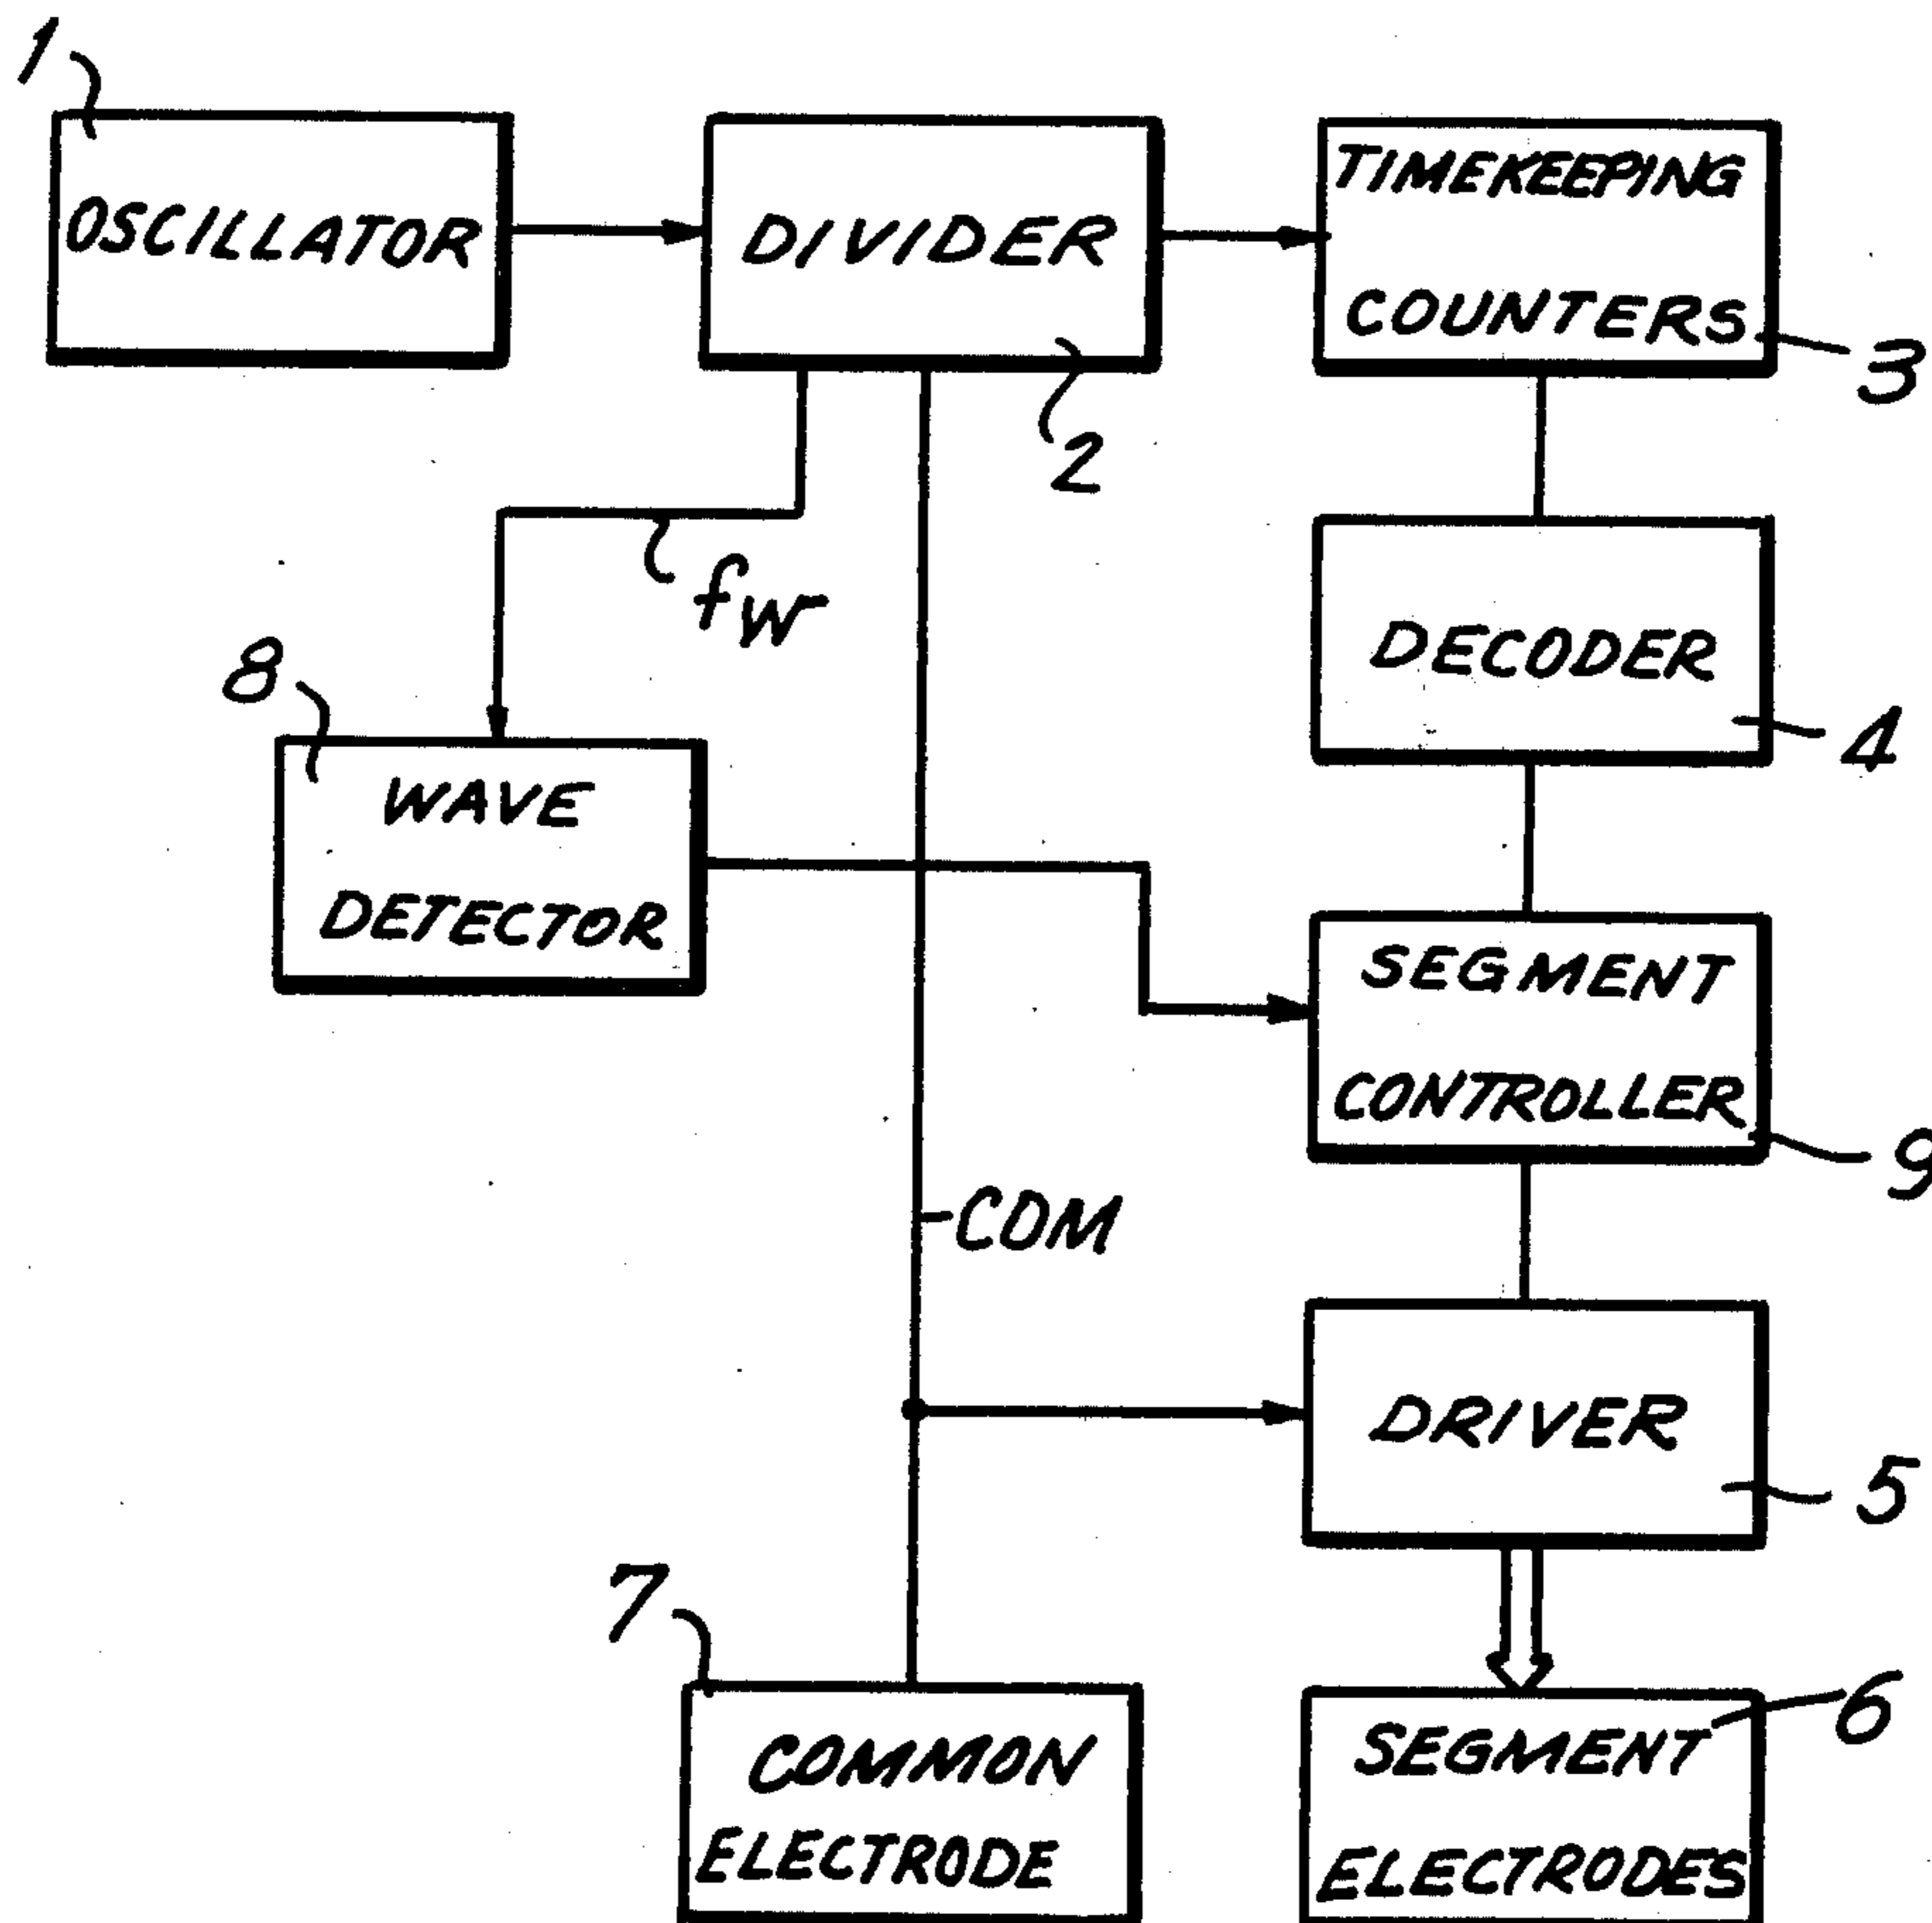 1
OSCILLATOR
DIVIDER
2
TIMEKEEPING
COUNTERS
3
fw
8
WAVE
DETECTOR
DECODER
4
SEGMENT
CONTROLLER
9
COM
DRIVER
5
7
COMMON
ELECTRODE
SEGMENT
ELECTRODES
6